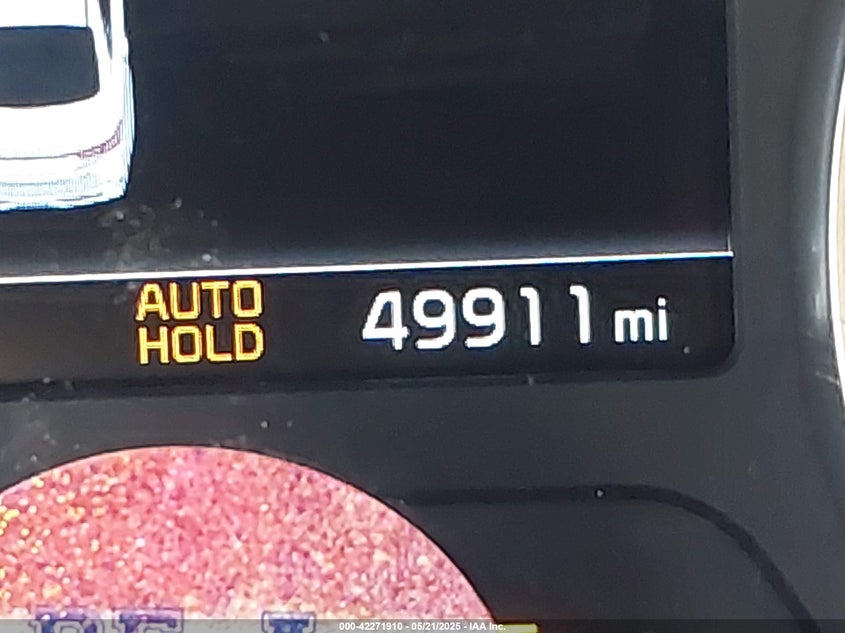 AUTO
HOLD
49911 mi
000-42271910 - 05/21/2025 - IAA Inc.